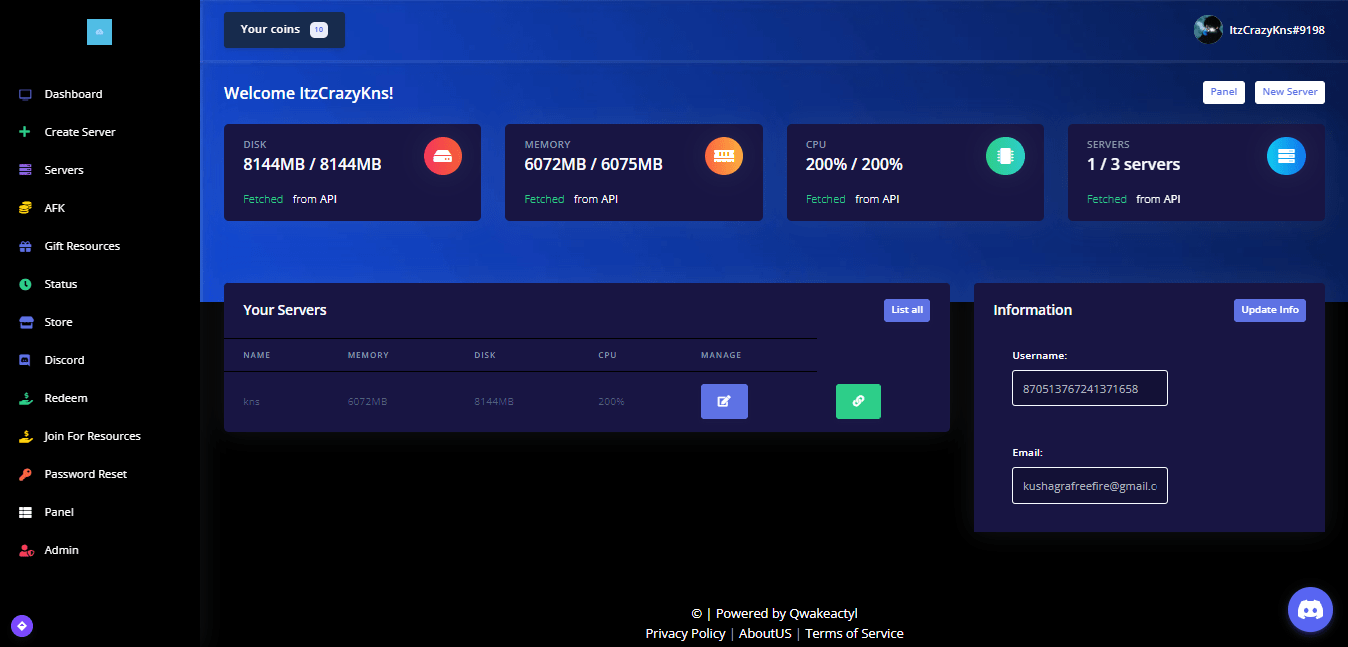 Your coins 10
ItzCrazyKns#9198
Dashboard
Create Server
Servers
AFK
Gift Resources
Status
Store
Discord
Redeem
Join For Resources
Password Reset
Panel
Admin
Welcome ItzCrazyKns!
Panel
New Server
DISK
8144MB / 8144MB
Fetched from API
MEMORY
6072MB / 6075MB
Fetched from API
CPU
200% / 200%
Fetched from API
SERVERS
1 / 3 servers
Fetched from API
Your Servers
List all
NAME MEMORY DISK CPU MANAGE
kns 6072MB 8144MB 200%
Information
Update Info
Username:
870513767241371658
Email:
kushagrafreefire@gmail.c
© | Powered by Qwakeactyl
Privacy Policy | AboutUS | Terms of Service